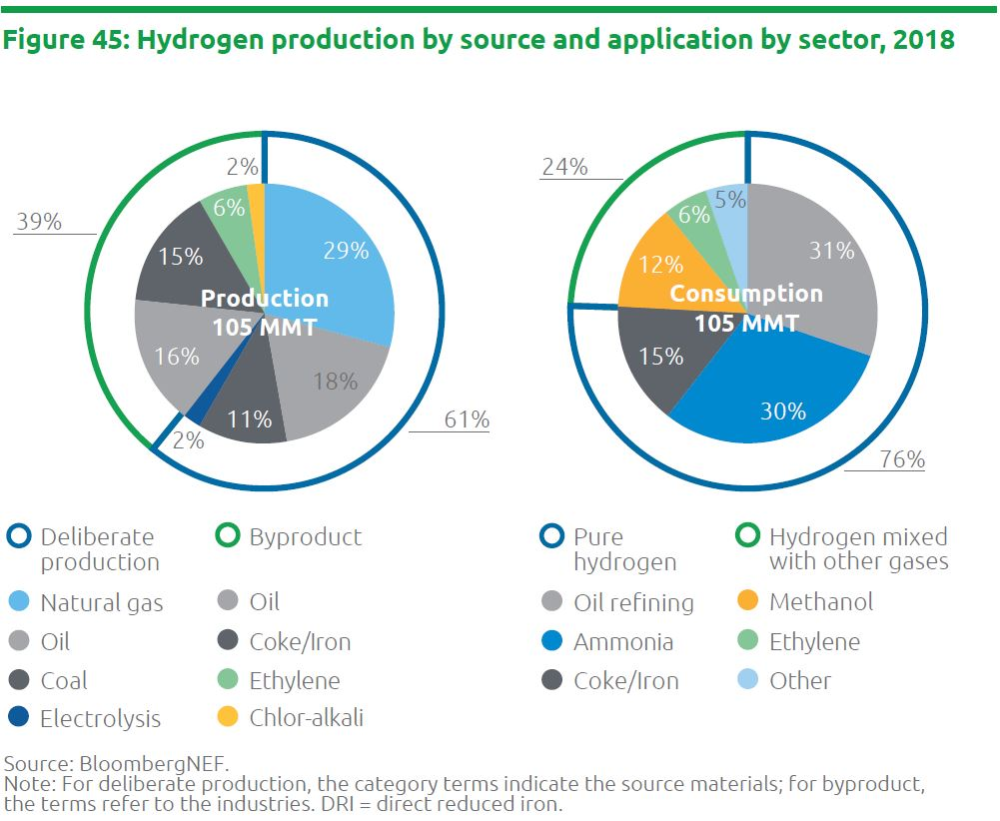 Figure 45: Hydrogen production by source and application by sector, 2018
2%
6%
39%
15%
29%
Production
105 MMT
16%
18%
11%
2%
61%
24%
5%
6%
31%
12%
Consumption
105 MMT
15%
30%
76%
Deliberate
production
Byproduct
Natural gas
Oil
Oil
Coke/Iron
Coal
Ethylene
Electrolysis
Chlor-alkali
Pure
hydrogen
Hydrogen mixed
with other gases
Oil refining
Methanol
Ammonia
Ethylene
Coke/Iron
Other
Source: BloombergNEF.
Note: For deliberate production, the category terms indicate the source materials; for byproduct,
the terms refer to the industries. DRI = direct reduced iron.